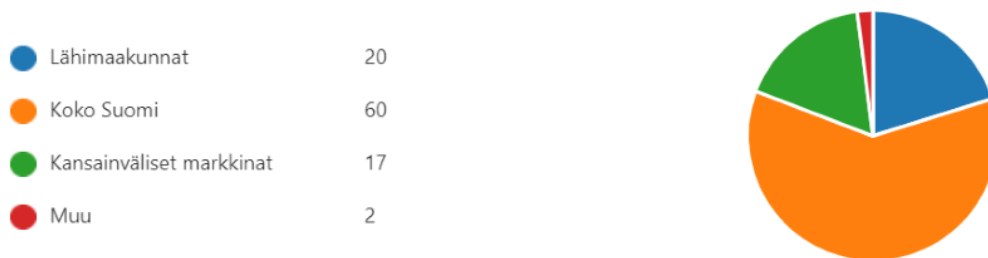 Lähimaakunnat 20
Koko Suomi 60
Kansainväliset markkinat 17
Muu 2